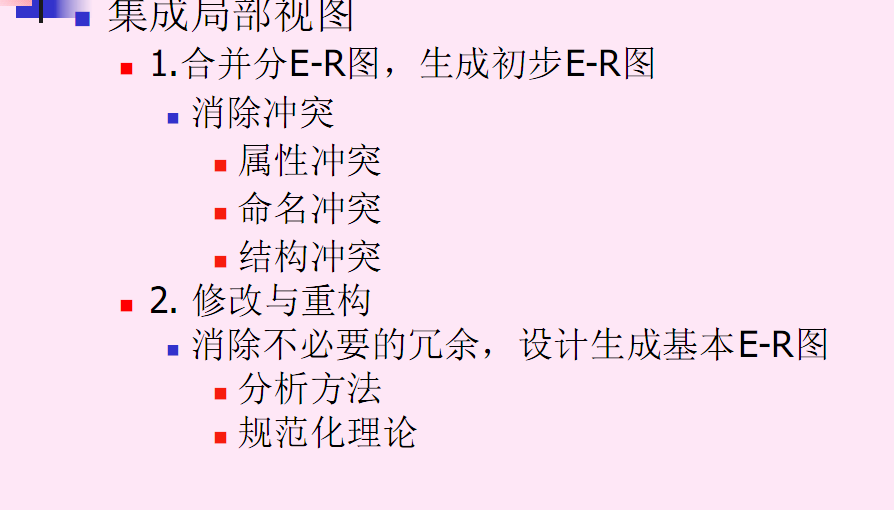 集成局部视图
1.合并分E-R图，生成初步E-R图
消除冲突
属性冲突
命名冲突
结构冲突
2. 修改与重构
消除不必要的冗余，设计生成基本E-R图
分析方法
规范化理论